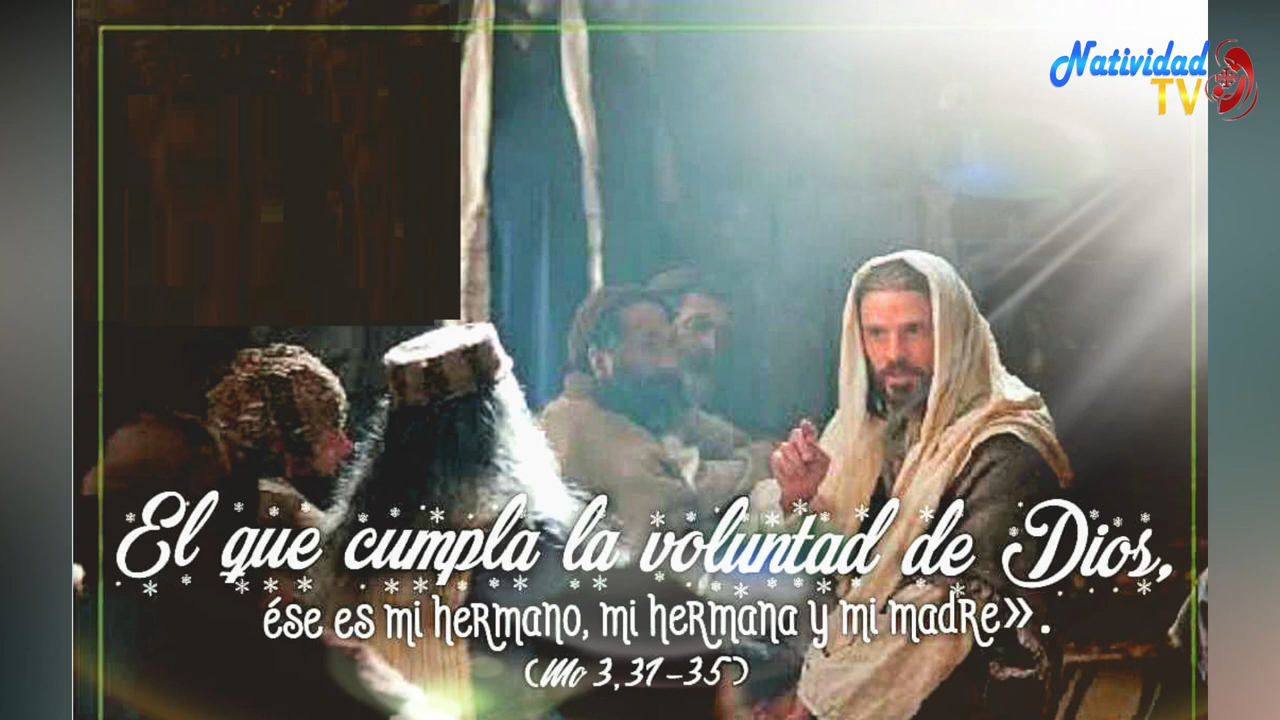 Natividad
TV
El que cumpla la voluntad de Dios,
ése es mi hermano, mi hermana y mi madre».
(Mc 3,31-35)